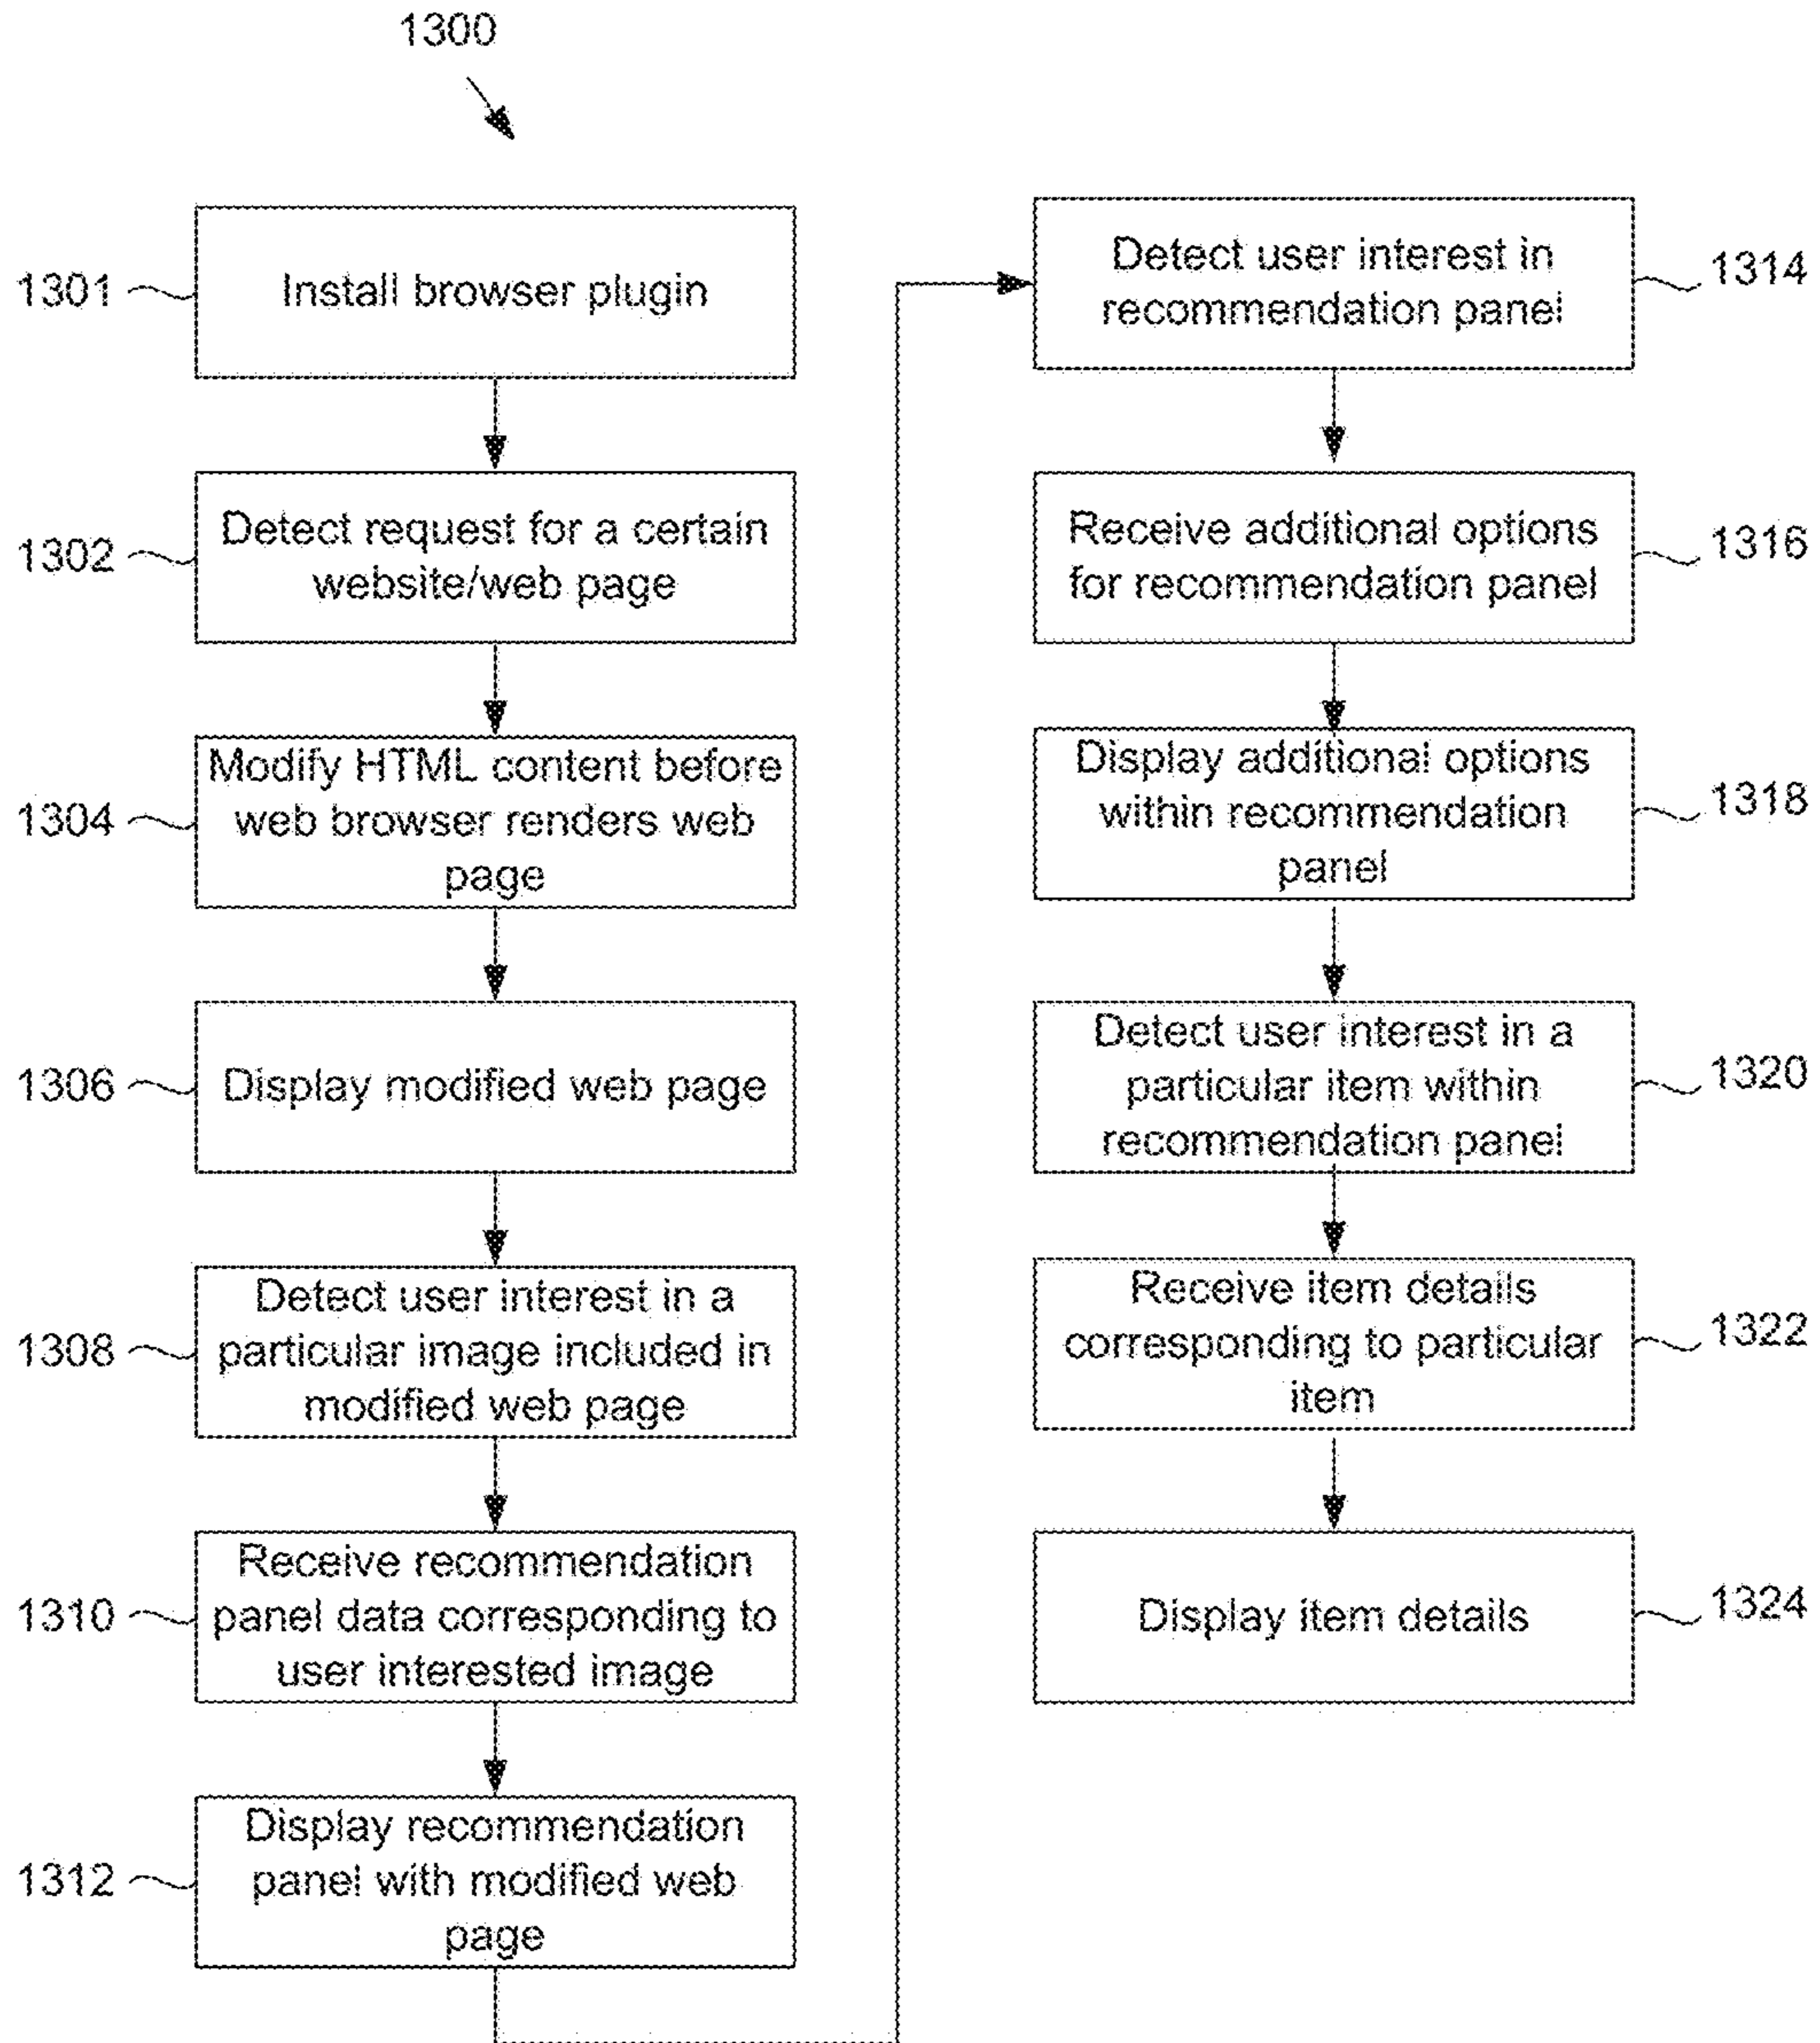 1300
1301
Install browser plugin
1302
Detect request for a certain
website/web page
1304
Modify HTML content before
web browser renders web
page
1306
Display modified web page
1308
Detect user interest in a
particular image included in
modified web page
1310
Receive recommendation
panel data corresponding to
user interested image
1312
Display recommendation
panel with modified web
page
Detect user interest in
recommendation panel
1314
Receive additional options
for recommendation panel
1316
Display additional options
within recommendation
panel
1318
Detect user interest in a
particular item within
recommendation panel
1320
Receive item details
corresponding to particular
item
1322
Display item details
1324